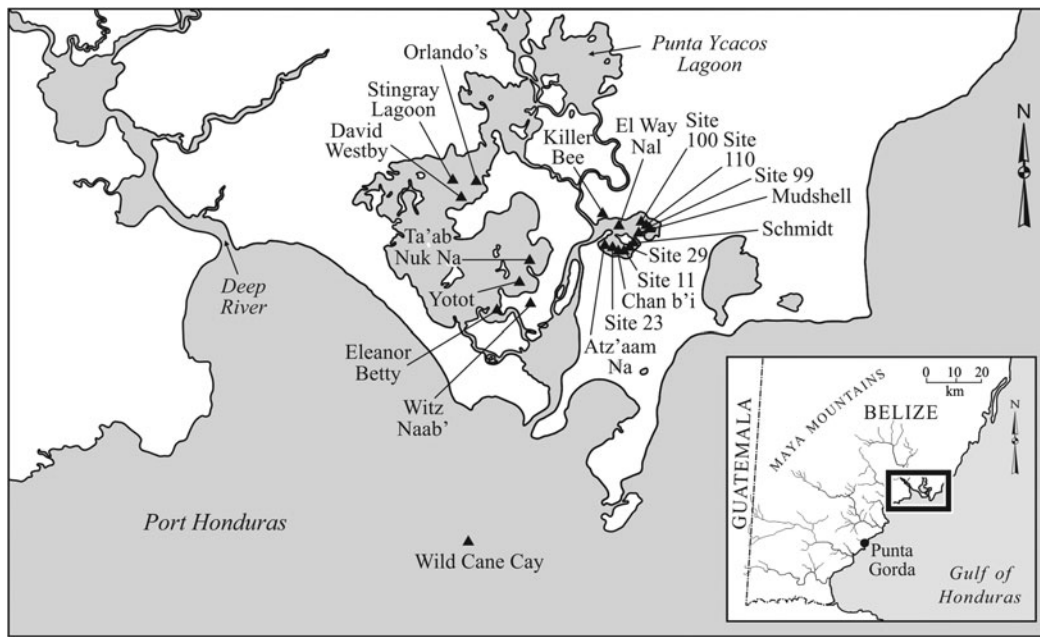 Orlando's
Stingray
Lagoon
David
Westby
Punta Ycacos
Lagoon
Killer
Bee
El Way
Nal
Site
100
Site
110
Site 99
Mudshell
Schmidt
Site 29
Site 11
Chan b'i
Site 23
Atz'aam
Na
N
Ta'ab
Nuk Na
Yotot
Deep
River
Eleanor
Betty
Witz
Naab'
Port Honduras
Wild Cane Cay
0 10 20
km
N
GUATEMALA
MAYA MOUNTAINS
BELIZE
Punta
Gorda
Gulf of
Honduras